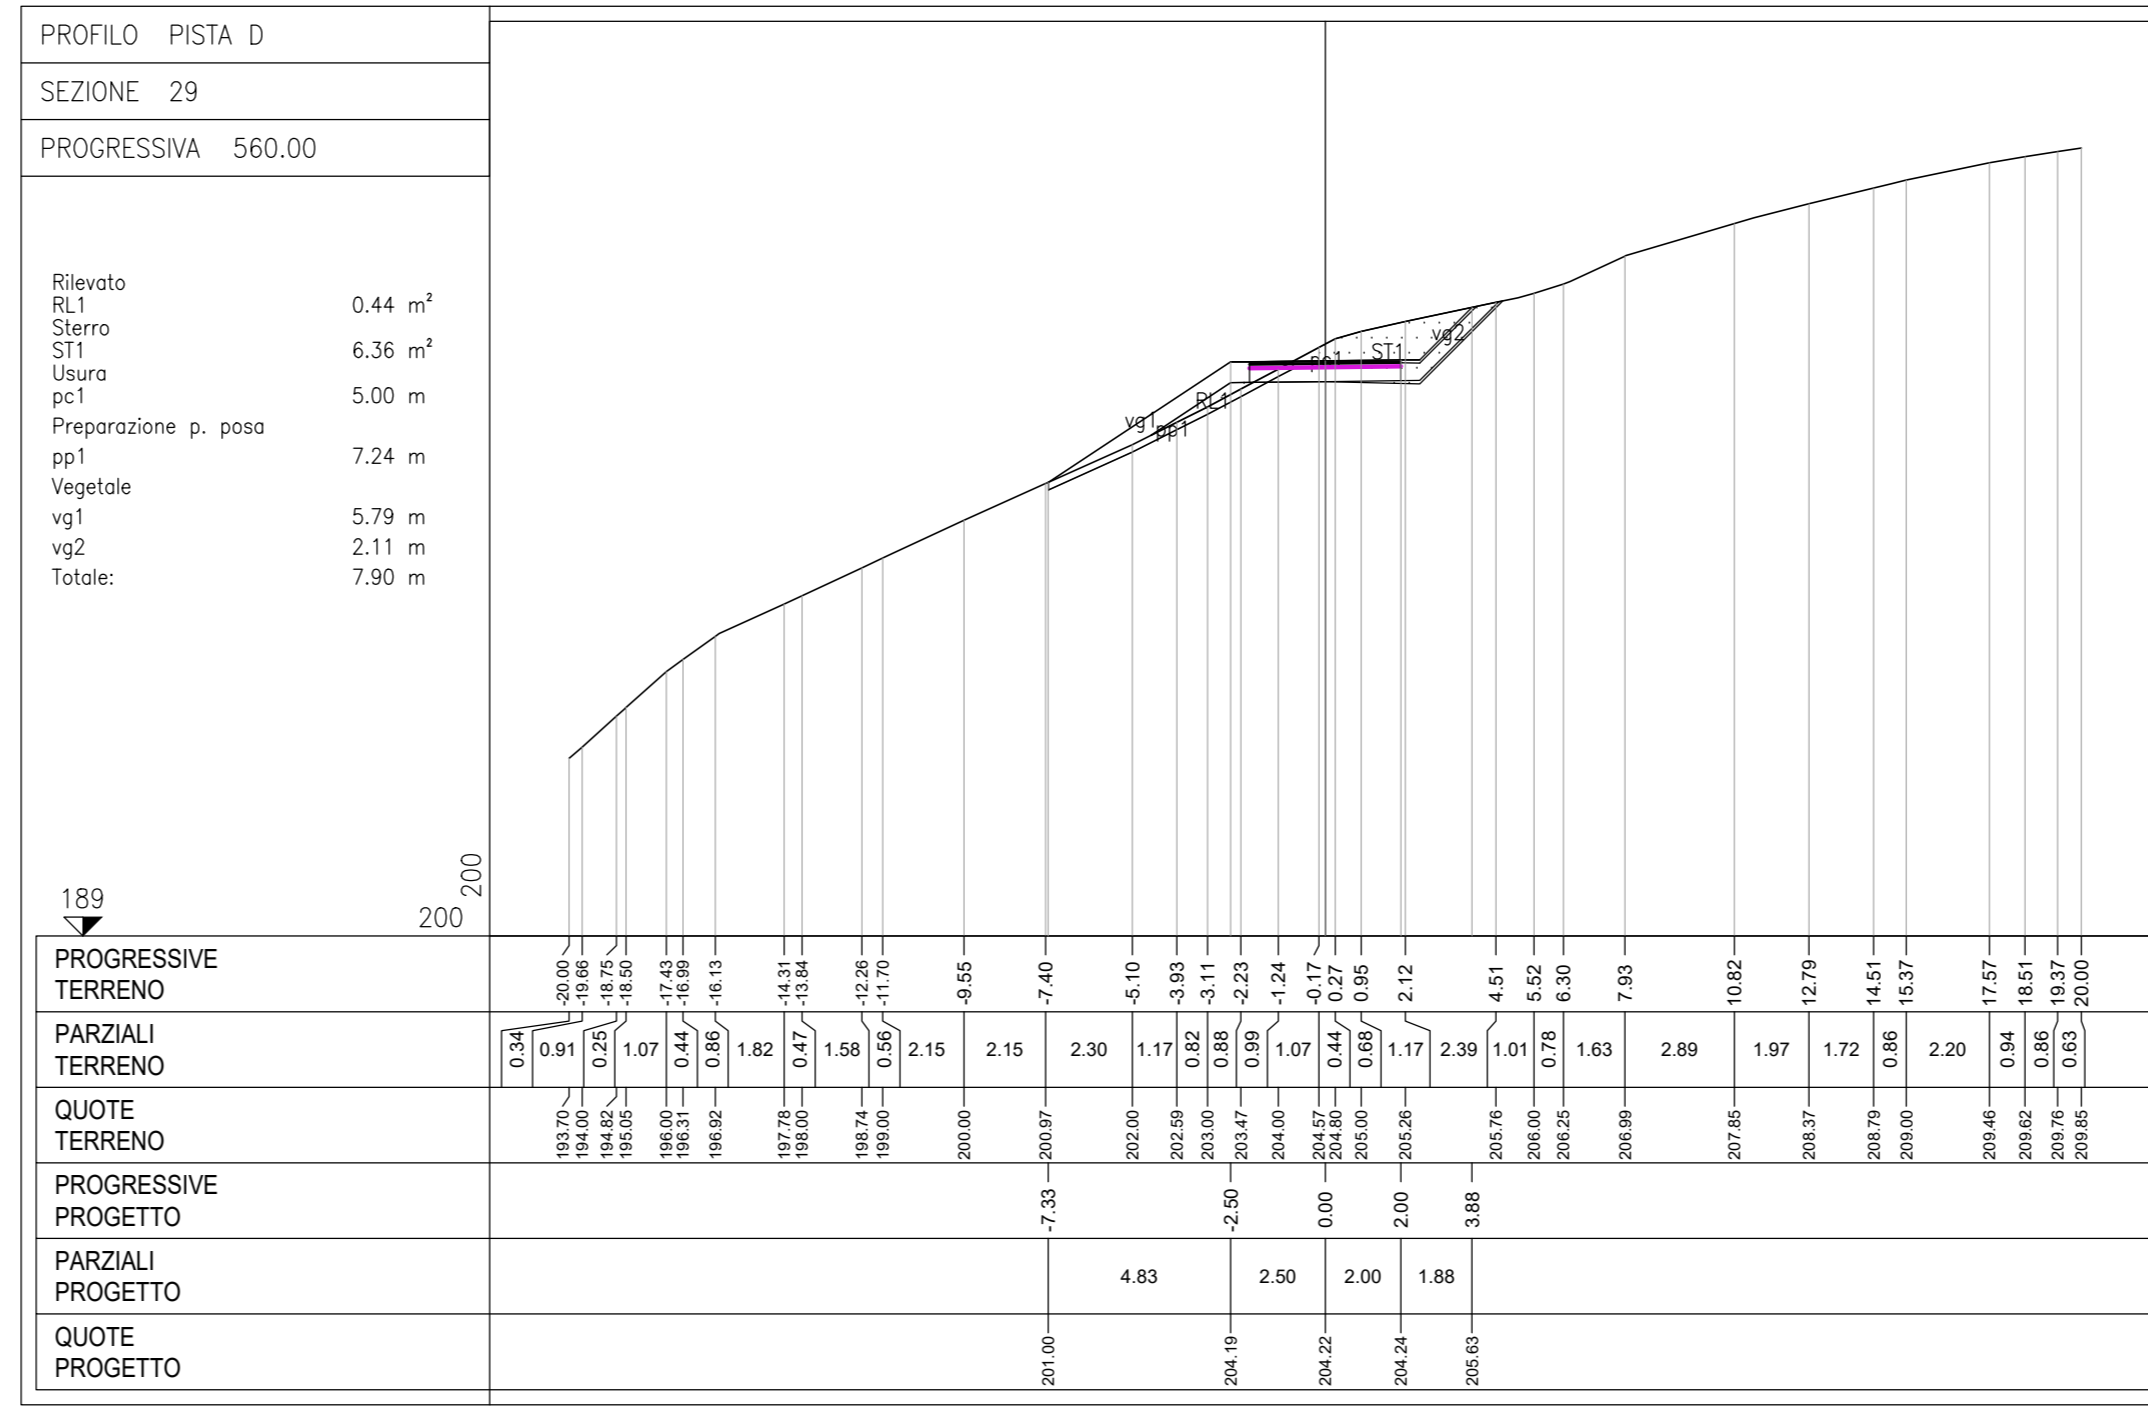 PROFILO PISTA D
SEZIONE 29
PROGRESSIVA 560.00
Rilevato
RL1 0.44 m²
Sterro
ST1 6.36 m²
Usura
pc1 5.00 m
Preparazione p. posa
pp1 7.24 m
Vegetale
vg1 5.79 m
vg2 2.11 m
Totale: 7.90 m
vg2
ST1
pc1
RL1
vg1
pp1
200
189
200
PROGRESSIVE
TERRENO
-20.00 -19.66 -18.75 -18.50 -17.43 -16.99 -16.13 -14.31 -13.84 -12.26 -11.70 -9.55 -7.40 -5.10 -3.93 -3.11 -2.23 -1.24 -0.17 0.27 0.95 2.12 4.51 5.52 6.30 7.93 10.82 12.79 14.51 15.37 17.57 18.51 19.37 20.00
PARZIALI
TERRENO
0.34 0.91 0.25 1.07 0.44 0.86 1.82 0.47 1.58 0.56 2.15 2.15 2.30 1.17 0.82 0.88 0.99 1.07 0.44 0.68 1.17 2.39 1.01 0.78 1.63 2.89 1.97 1.72 0.86 2.20 0.94 0.86 0.63
QUOTE
TERRENO
193.70 194.00 194.82 195.05 196.00 196.31 196.92 197.78 198.00 198.74 199.00 200.00 200.97 202.00 202.59 203.00 203.47 204.00 204.57 204.80 205.00 205.26 205.76 206.00 206.25 206.99 207.85 208.37 208.79 209.00 209.46 209.62 209.76 209.85
PROGRESSIVE
PROGETTO
-7.33 -2.50 0.00 2.00 3.88
PARZIALI
PROGETTO
4.83 2.50 2.00 1.88
QUOTE
PROGETTO
201.00 204.19 204.22 204.24 205.63